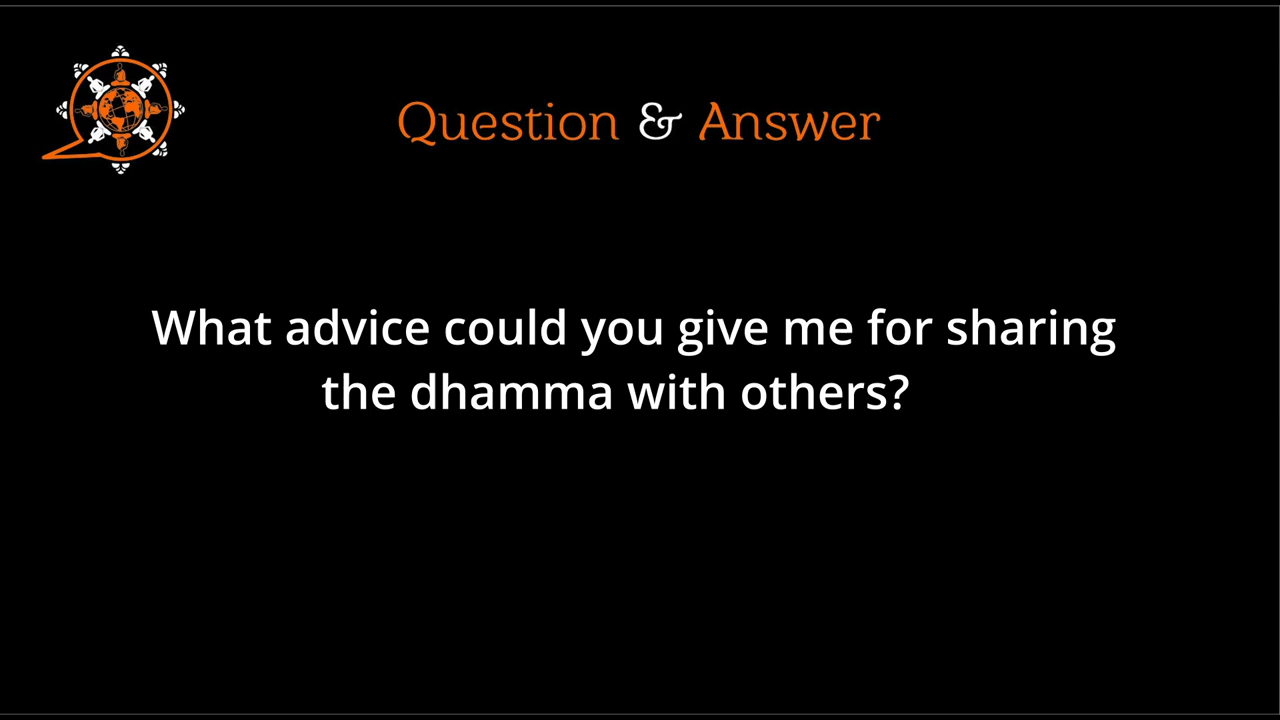 Question & Answer
What advice could you give me for sharing
the dhamma with others?